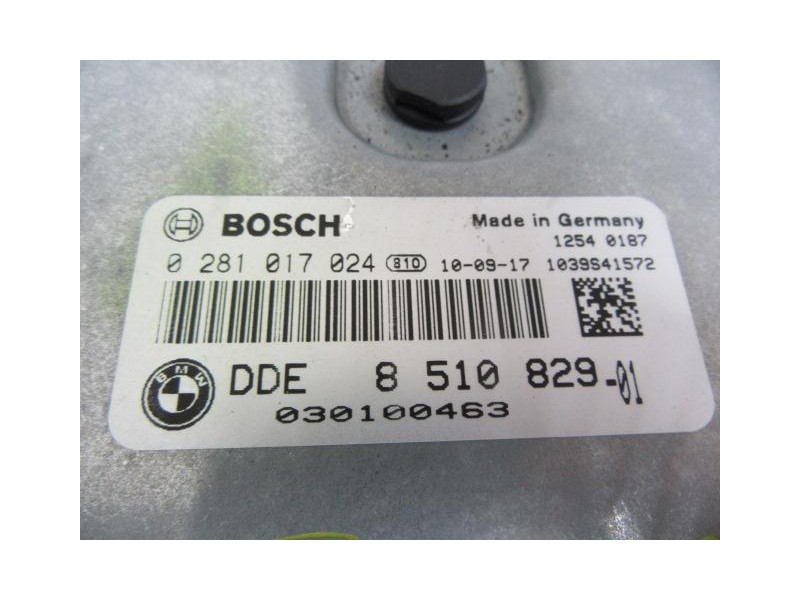 BOSCH Made in Germany
1254 0187
0 281 017 024 810 10-09-17 1039S41572
BMW DDE 8 510 829-01
030100463